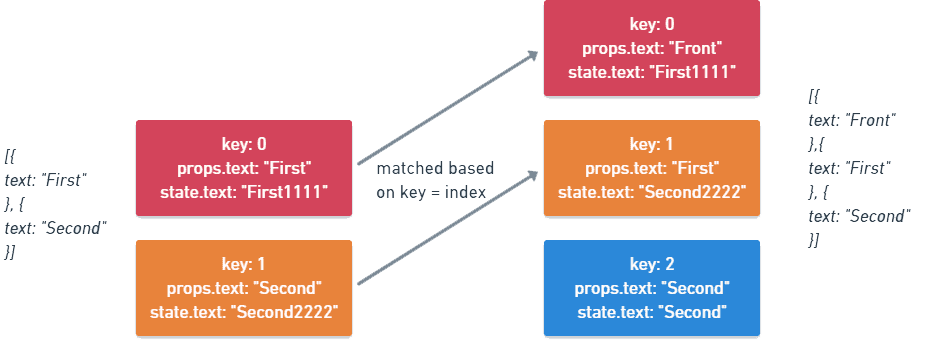 [{
text: "First"
}, {
text: "Second"
}]
key: 0
props.text: "First"
state.text: "First1111"
key: 1
props.text: "Second"
state.text: "Second2222"
matched based
on key = index
key: 0
props.text: "Front"
state.text: "First1111"
key: 1
props.text: "First"
state.text: "Second2222"
key: 2
props.text: "Second"
state.text: "Second"
[{
text: "Front"
},{
text: "First"
}, {
text: "Second"
}]